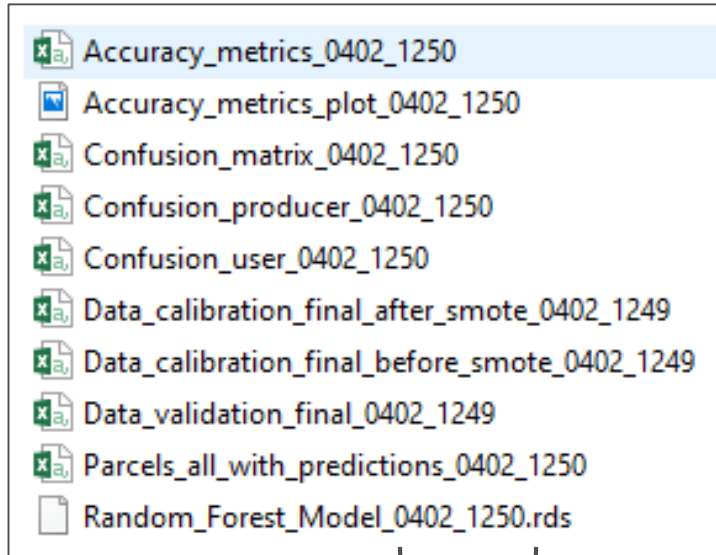 Accuracy_metrics_0402_1250
Accuracy_metrics_plot_0402_1250
Confusion_matrix_0402_1250
Confusion_producer_0402_1250
Confusion_user_0402_1250
Data_calibration_final_after_smote_0402_1249
Data_calibration_final_before_smote_0402_1249
Data_validation_final_0402_1249
Parcels_all_with_predictions_0402_1250
Random_Forest_Model_0402_1250.rds